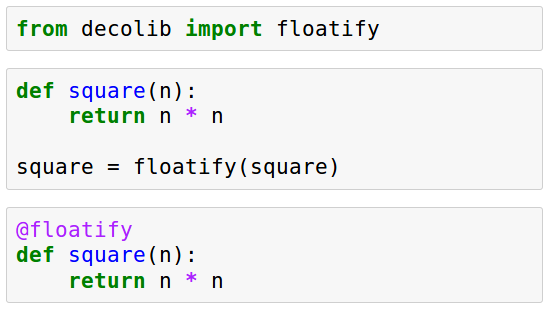 from decolib import floatify
def square(n):
    return n * n
square = floatify(square)
@floatify
def square(n):
    return n * n